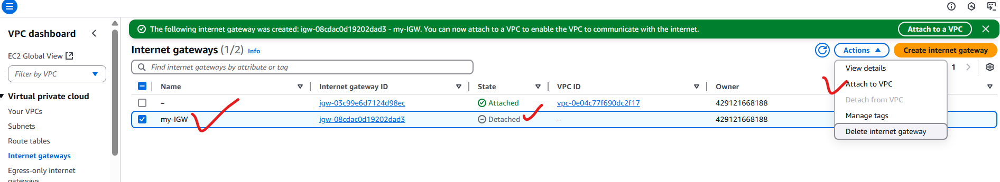 The following internet gateway was created: igw-08cdac0d19202dad3 - my-IGW. You can now attach to a VPC to enable the VPC to communicate with the internet.
Attach to a VPC
VPC dashboard
EC2 Global View
Filter by VPC
Virtual private cloud
Your VPCs
Subnets
Route tables
Internet gateways
Egress-only internet
gateways
Internet gateways (1/2) Info
Actions
Create internet gateway
Find internet gateways by attribute or tag
1
View details
Attach to VPC
Detach from VPC
Manage tags
Delete internet gateway
Name Internet gateway ID State VPC ID Owner
– igw-03c99e6d7124d98ec Attached vpc-0e04c77f690dc2f17 429121668188
my-IGW igw-08cdac0d19202dad3 Detached – 429121668188